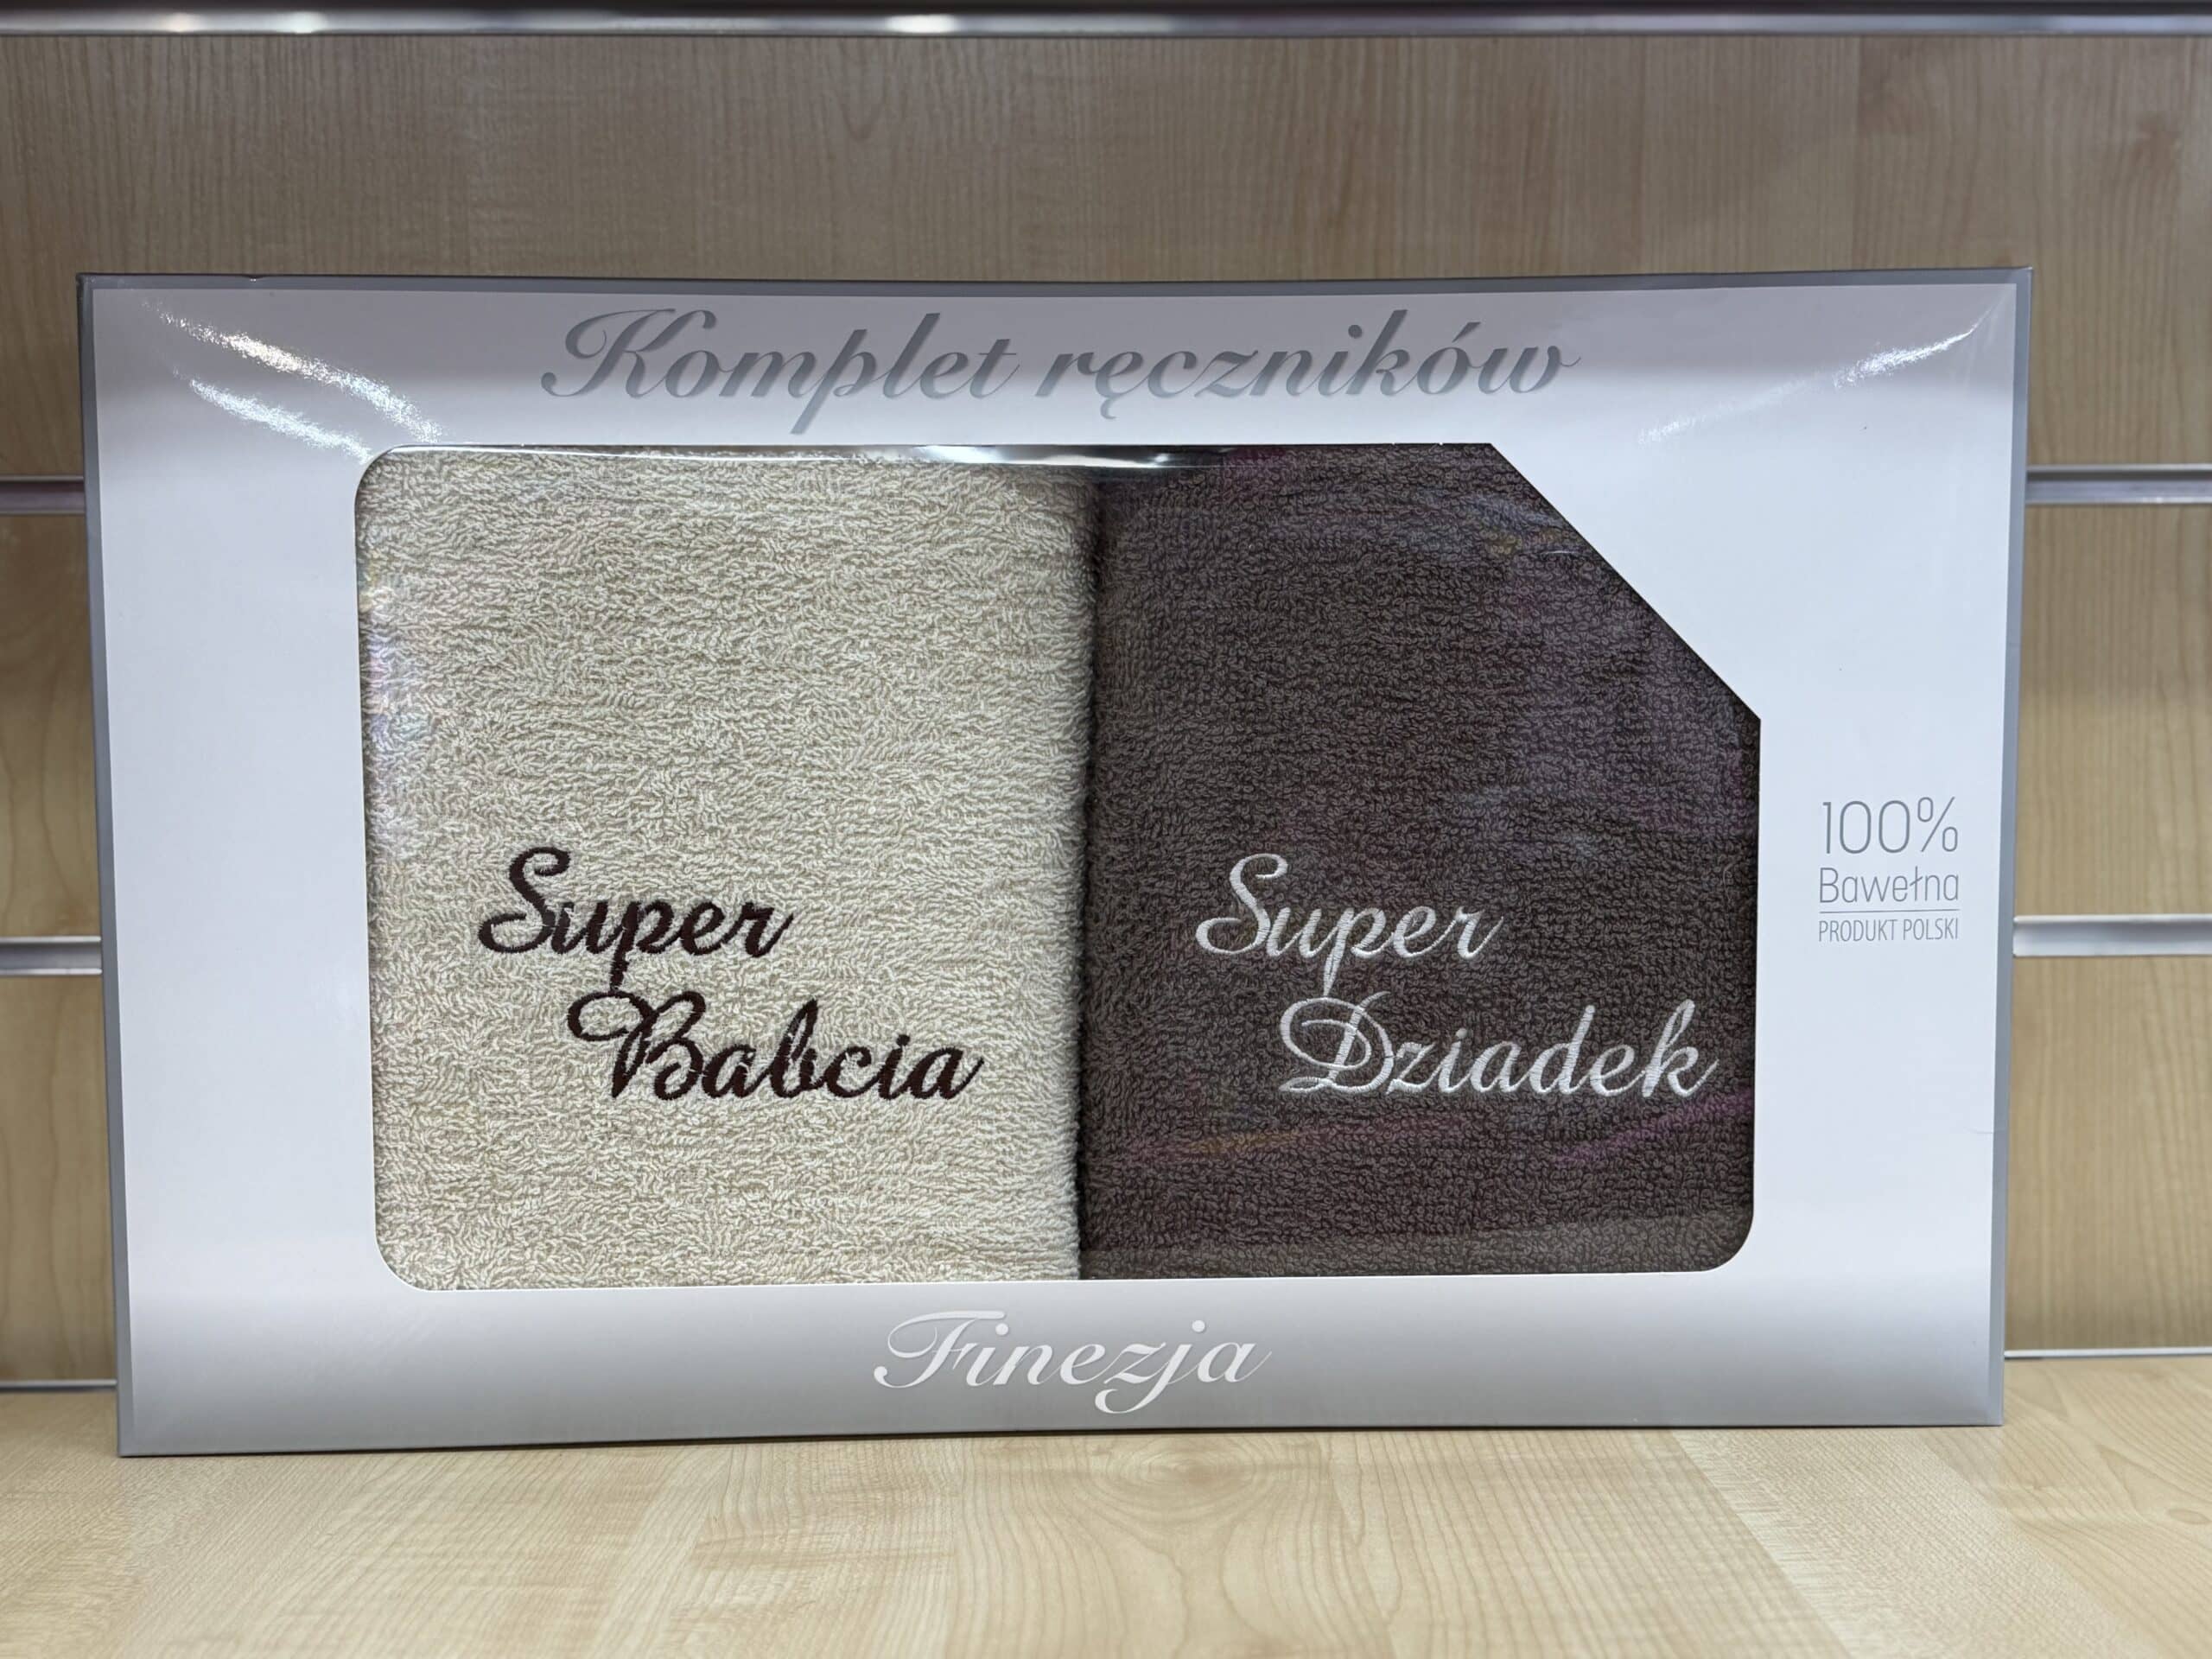 Komplet ręczników
Super
Babcia
Super
Dziadek
100%
Bawełna
PRODUKT POLSKI
Finezja